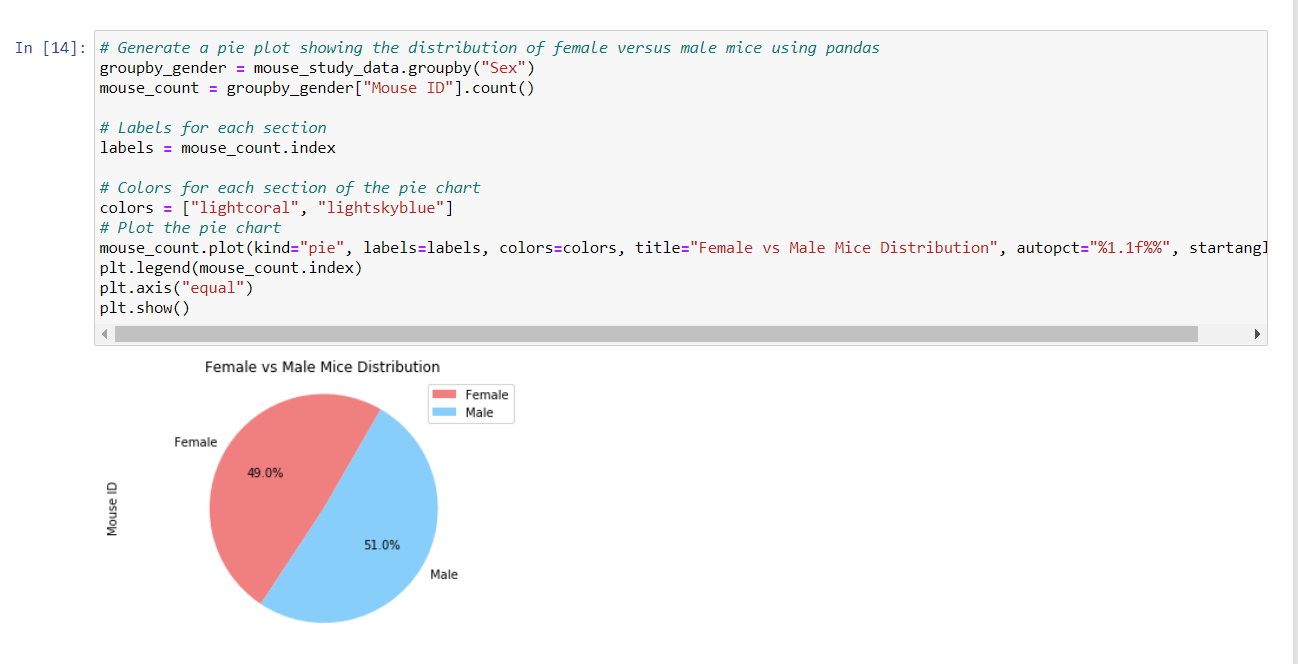 In [14]:
# Generate a pie plot showing the distribution of female versus male mice using pandas
groupby_gender = mouse_study_data.groupby("Sex")
mouse_count = groupby_gender["Mouse ID"].count()
# Labels for each section
labels = mouse_count.index
# Colors for each section of the pie chart
colors = ["lightcoral", "lightskyblue"]
# Plot the pie chart
mouse_count.plot(kind="pie", labels=labels, colors=colors, title="Female vs Male Mice Distribution", autopct="%1.1f%%", startangl
plt.legend(mouse_count.index)
plt.axis("equal")
plt.show()
Female vs Male Mice Distribution
Female
Male
Female
49.0%
Mouse ID
51.0%
Male